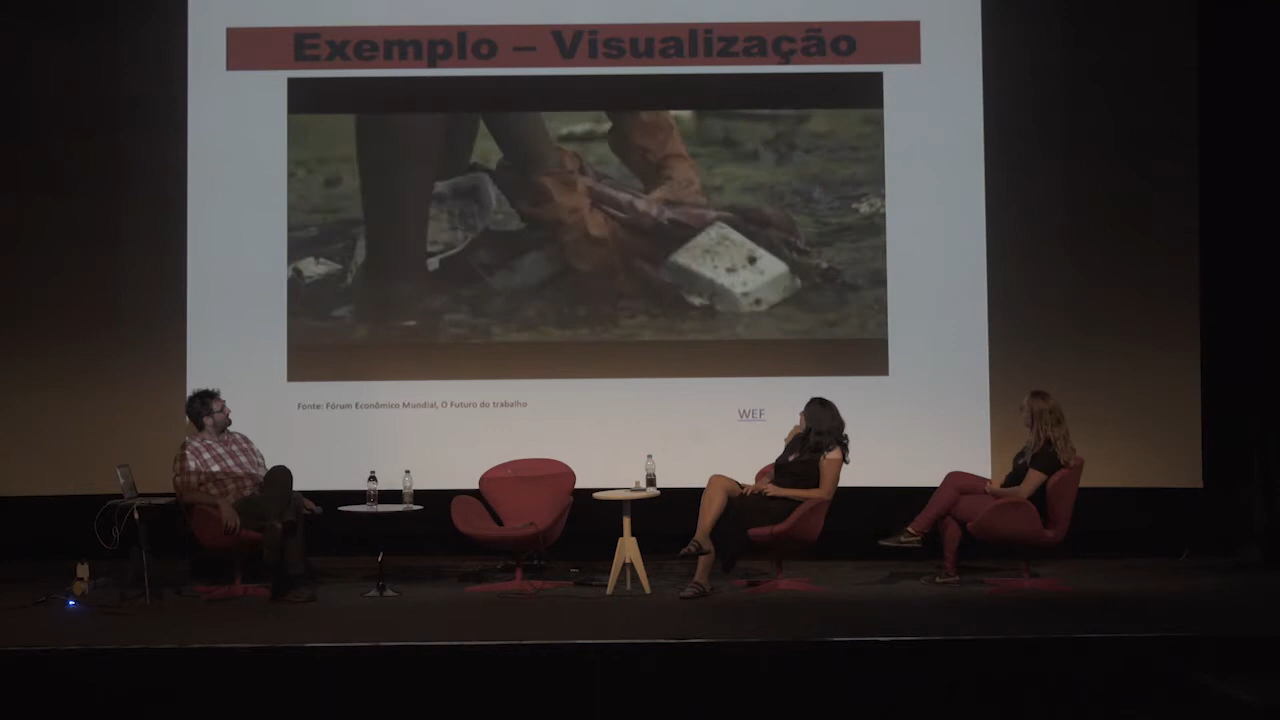 Exemplo – Visualização
Fonte: Fórum Econômico Mundial, O Futuro do trabalho
WEF